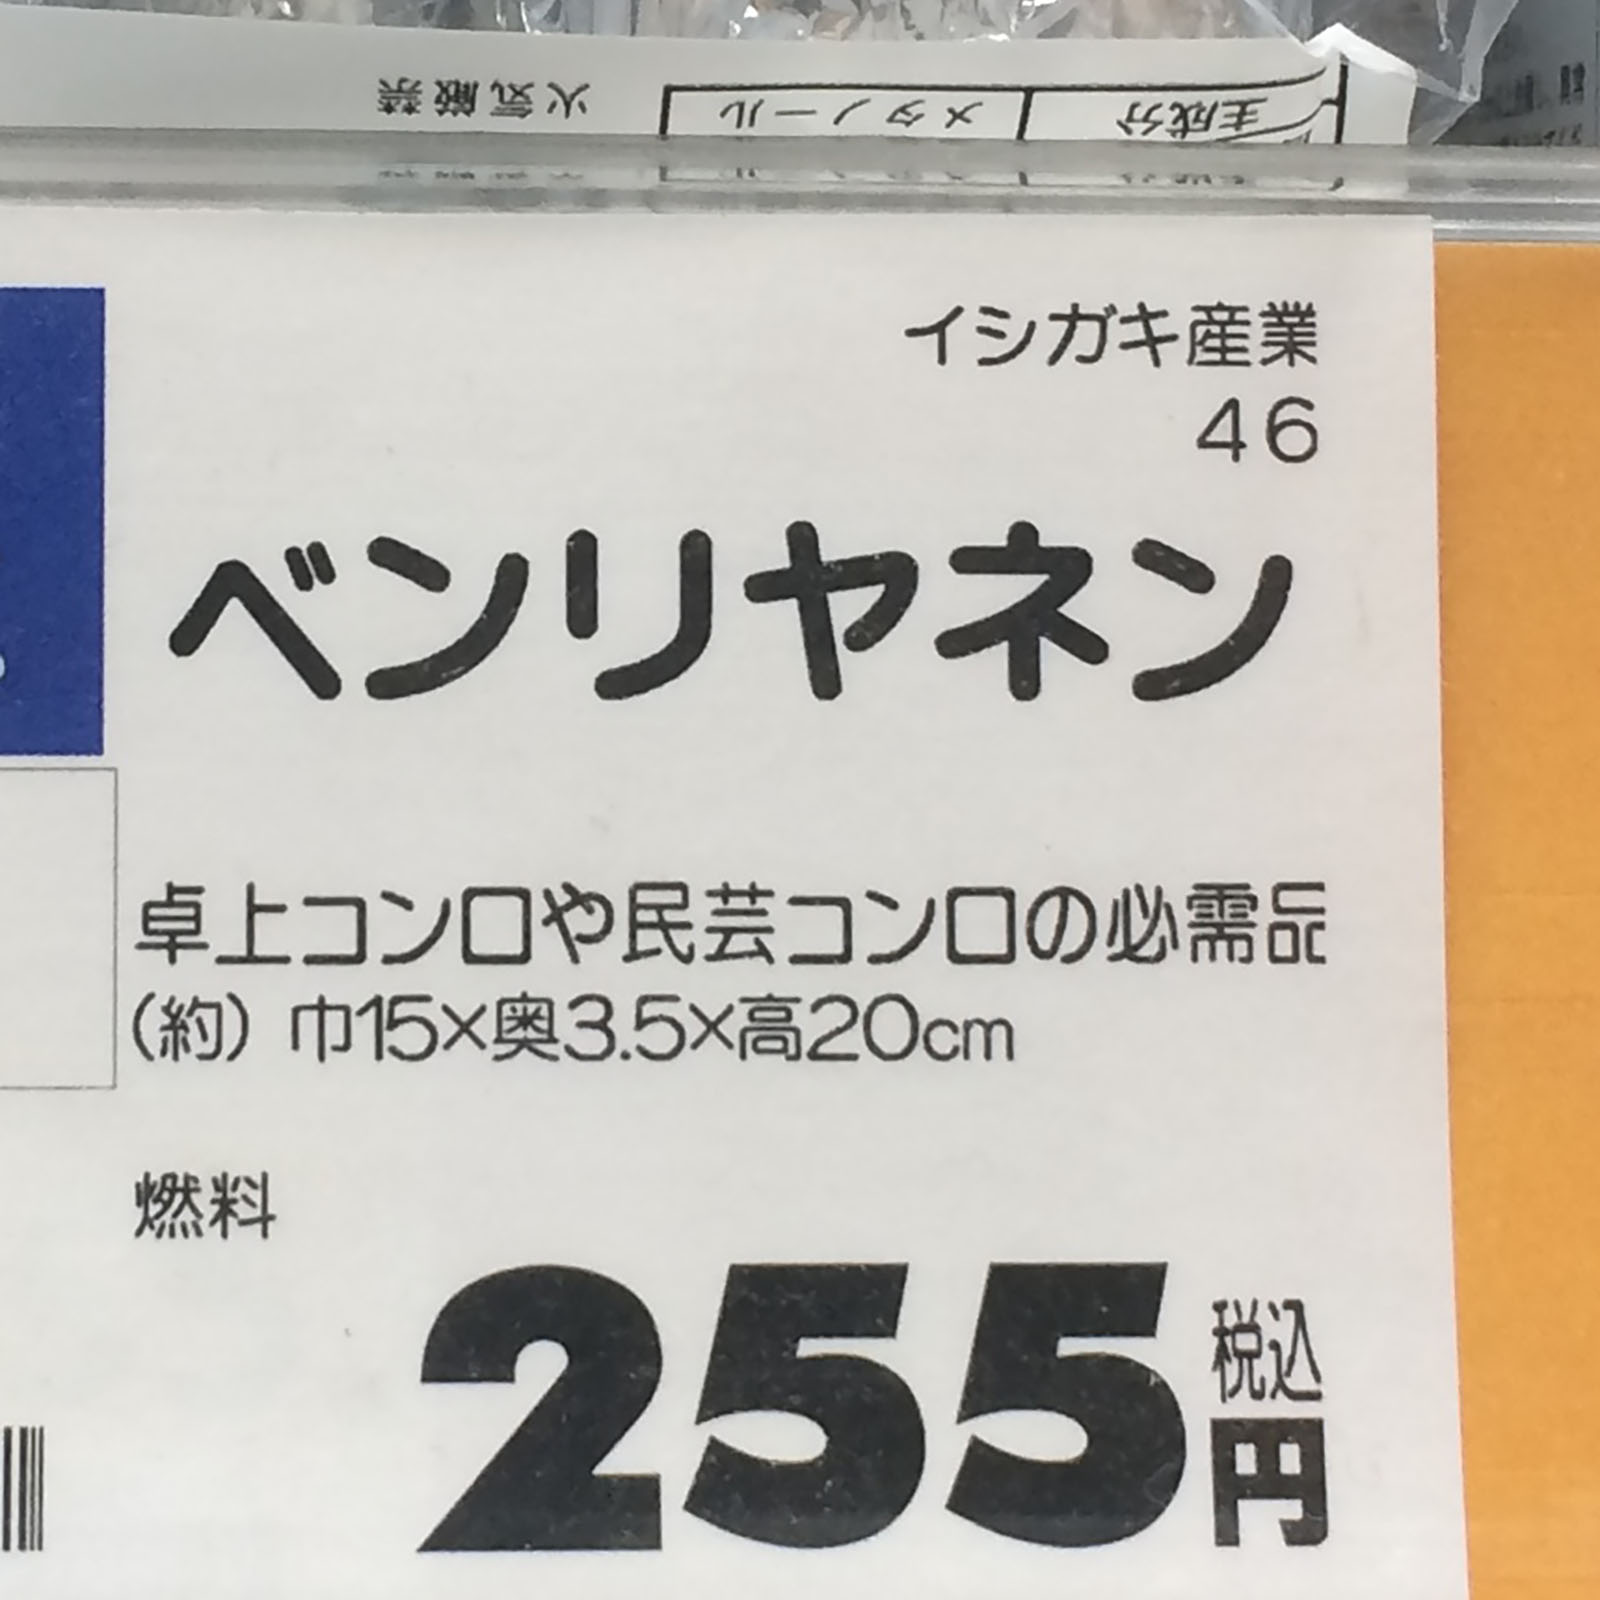 主成分 メタノール 火気厳禁
イシガキ産業
46
ベンリヤネン
卓上コンロや民芸コンロの必需品
(約) 巾15×奥3.5×高20cm
燃料
255 税込 円